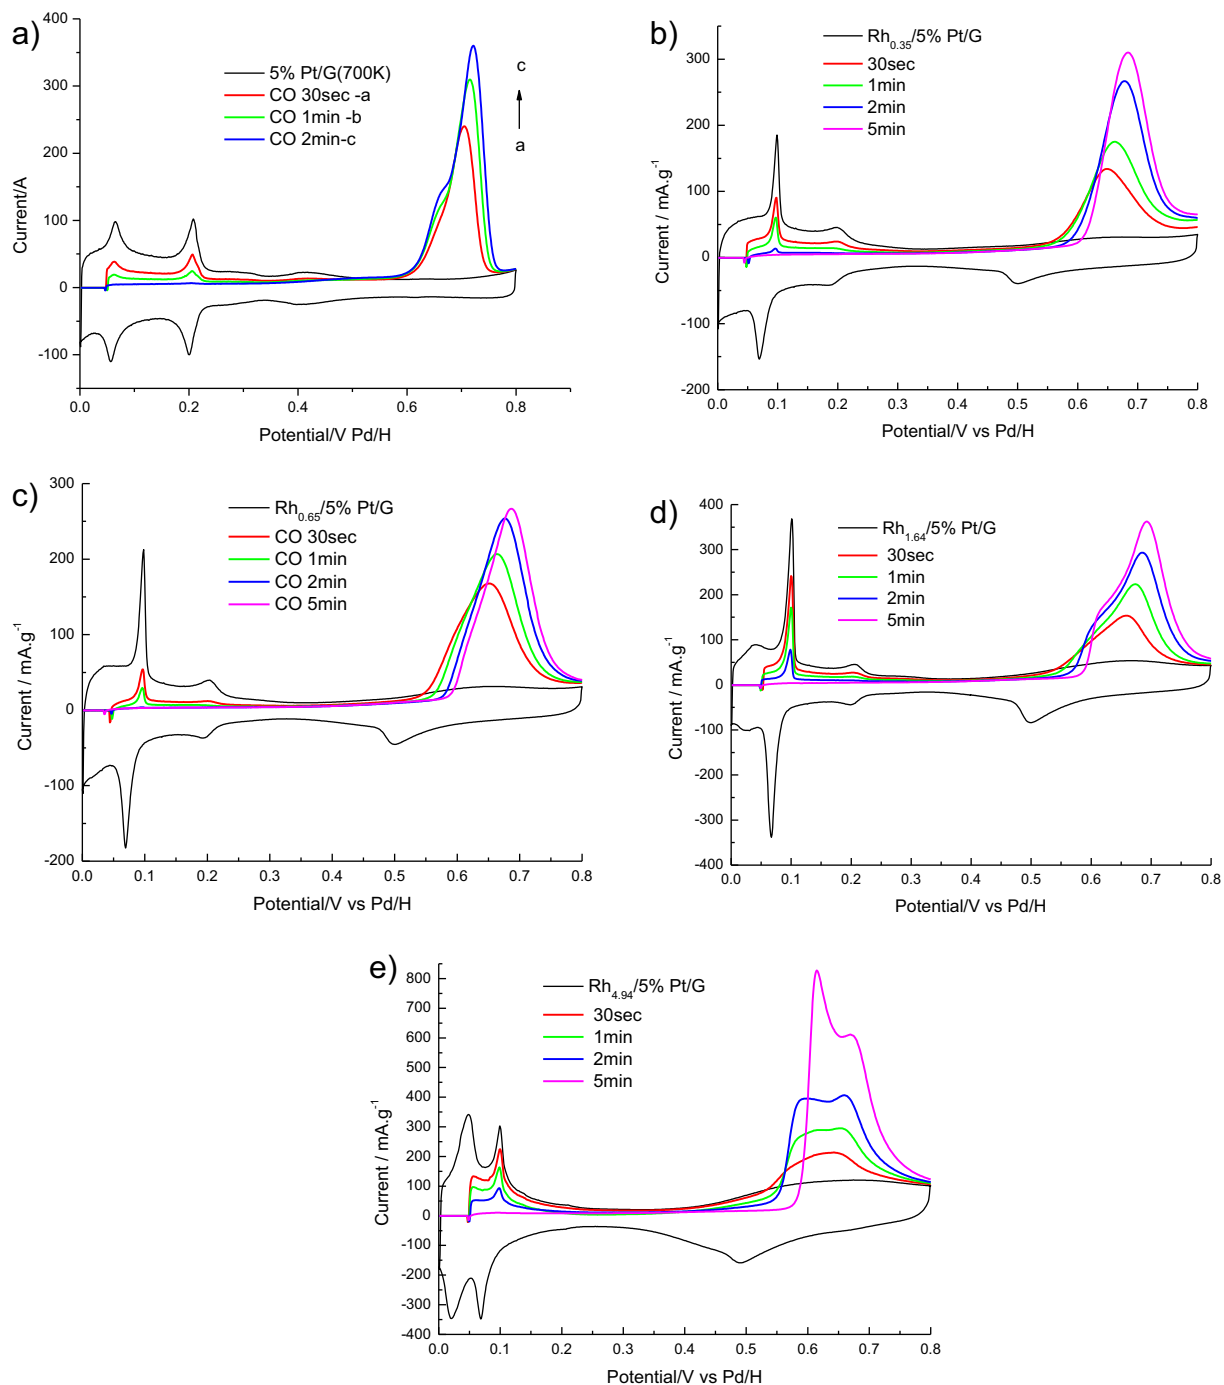 a)
5% Pt/G(700K)
CO 30sec -a
CO 1min -b
CO 2min-c
c
a
400
300
200
100
0
-100
Current/A
0.0 0.2 0.4 0.6 0.8
Potential/V Pd/H
b)
Rh0.35/5% Pt/G
30sec
1min
2min
5min
300
200
100
0
-100
-200
Current / mA.g-1
0.0 0.1 0.2 0.3 0.4 0.5 0.6 0.7 0.8
Potential/V vs Pd/H
c)
Rh0.65/5% Pt/G
CO 30sec
CO 1min
CO 2min
CO 5min
300
200
100
0
-100
-200
Current / mA.g-1
0.0 0.1 0.2 0.3 0.4 0.5 0.6 0.7 0.8
Potential/V vs Pd/H
d)
Rh1.64/5% Pt/G
30sec
1min
2min
5min
400
300
200
100
0
-100
-200
-300
-400
Current / mA.g-1
0.0 0.1 0.2 0.3 0.4 0.5 0.6 0.7 0.8
Potential/V vs Pd/H
e)
Rh4.94/5% Pt/G
30sec
1min
2min
5min
800
700
600
500
400
300
200
100
0
-100
-200
-300
-400
Current / mA.g-1
0.0 0.1 0.2 0.3 0.4 0.5 0.6 0.7 0.8
Potential/V vs Pd/H